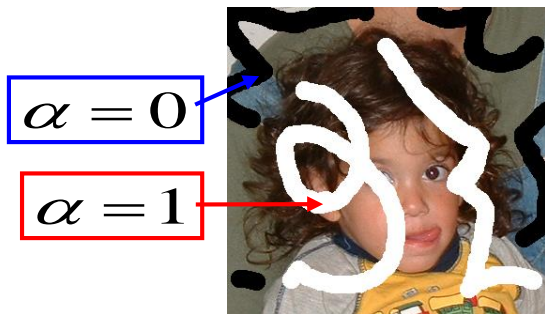 α = 0
α = 1